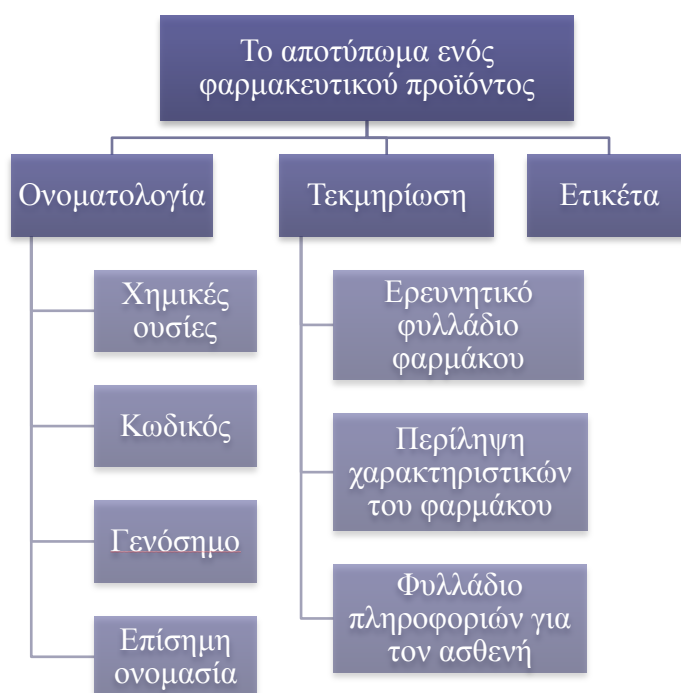 Το αποτύπωμα ενός
φαρμακευτικού προϊόντος
Ονοματολογία
Χημικές
ουσίες
Κωδικός
Γενόσημο
Επίσημη
ονομασία
Τεκμηρίωση
Ερευνητικό
φυλλάδιο
φαρμάκου
Περίληψη
χαρακτηριστικών
του φαρμάκου
Φυλλάδιο
πληροφοριών για
τον ασθενή
Ετικέτα